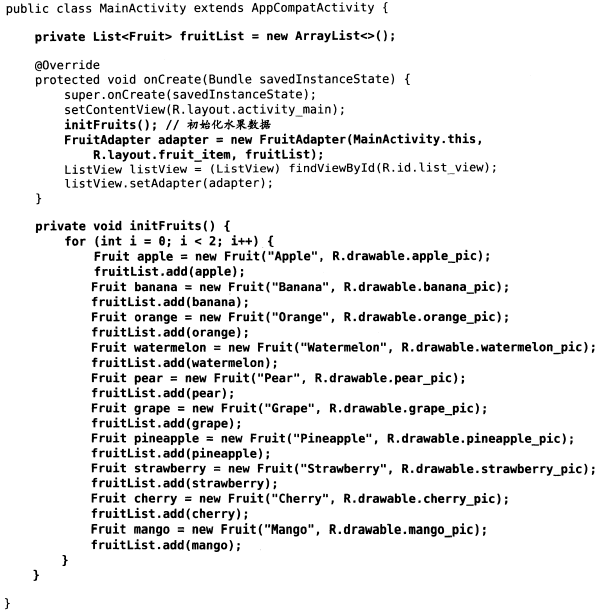 public class MainActivity extends AppCompatActivity {
private List<Fruit> fruitList = new ArrayList<>();
@Override
protected void onCreate(Bundle savedInstanceState) {
super.onCreate(savedInstanceState);
setContentView(R.layout.activity_main);
initFruits(); // 初始化水果数据
FruitAdapter adapter = new FruitAdapter(MainActivity.this,
R.layout.fruit_item, fruitList);
ListView listView = (ListView) findViewById(R.id.list_view);
listView.setAdapter(adapter);
}
private void initFruits() {
for (int i = 0; i < 2; i++) {
Fruit apple = new Fruit("Apple", R.drawable.apple_pic);
fruitList.add(apple);
Fruit banana = new Fruit("Banana", R.drawable.banana_pic);
fruitList.add(banana);
Fruit orange = new Fruit("Orange", R.drawable.orange_pic);
fruitList.add(orange);
Fruit watermelon = new Fruit("Watermelon", R.drawable.watermelon_pic);
fruitList.add(watermelon);
Fruit pear = new Fruit("Pear", R.drawable.pear_pic);
fruitList.add(pear);
Fruit grape = new Fruit("Grape", R.drawable.grape_pic);
fruitList.add(grape);
Fruit pineapple = new Fruit("Pineapple", R.drawable.pineapple_pic);
fruitList.add(pineapple);
Fruit strawberry = new Fruit("Strawberry", R.drawable.strawberry_pic);
fruitList.add(strawberry);
Fruit cherry = new Fruit("Cherry", R.drawable.cherry_pic);
fruitList.add(cherry);
Fruit mango = new Fruit("Mango", R.drawable.mango_pic);
fruitList.add(mango);
}
}
}